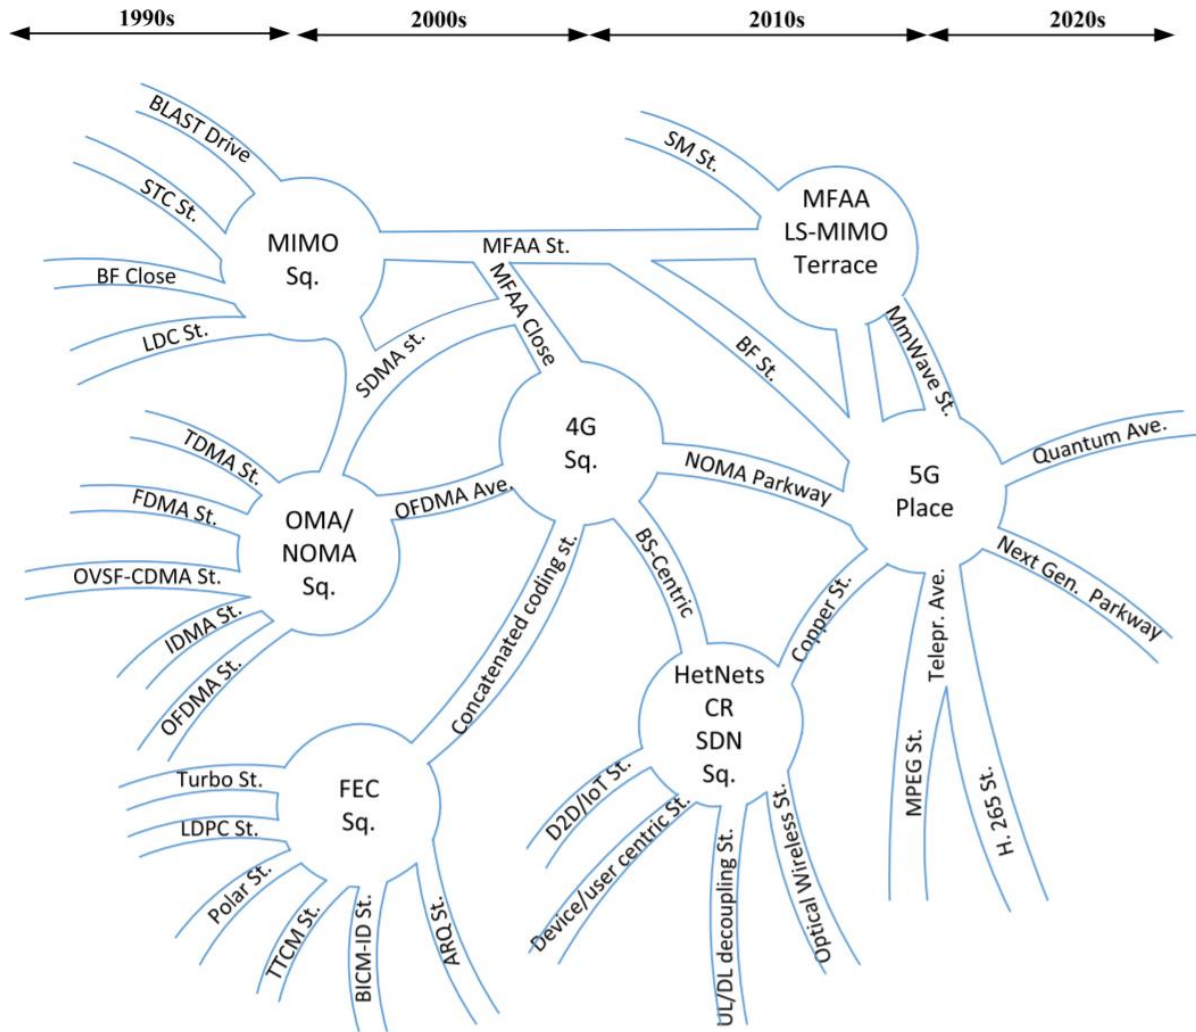 1990s
2000s
2010s
2020s
BLAST Drive
STC St.
BF Close
LDC St.
MIMO
Sq.
MFAA St.
MFAA Close
SDMA st.
SM St.
MFAA
LS-MIMO
Terrace
MmWave St.
BF St.
TDMA St.
FDMA St.
OVSF-CDMA St.
IDMA St.
OFDMA St.
OMA/
NOMA
Sq.
OFDMA Ave.
4G
Sq.
NOMA Parkway
5G
Place
Quantum Ave.
Next Gen. Parkway
Concatenated coding st.
BS-Centric
Copper St.
Telepr. Ave.
MPEG St.
H. 265 St.
HetNets
CR
SDN
Sq.
D2D/IoT St.
Device/user centric St.
UL/DL decoupling St.
Optical Wireless St.
Turbo St.
LDPC St.
Polar St.
TTCM St.
BICM-ID St.
ARQ St.
FEC
Sq.